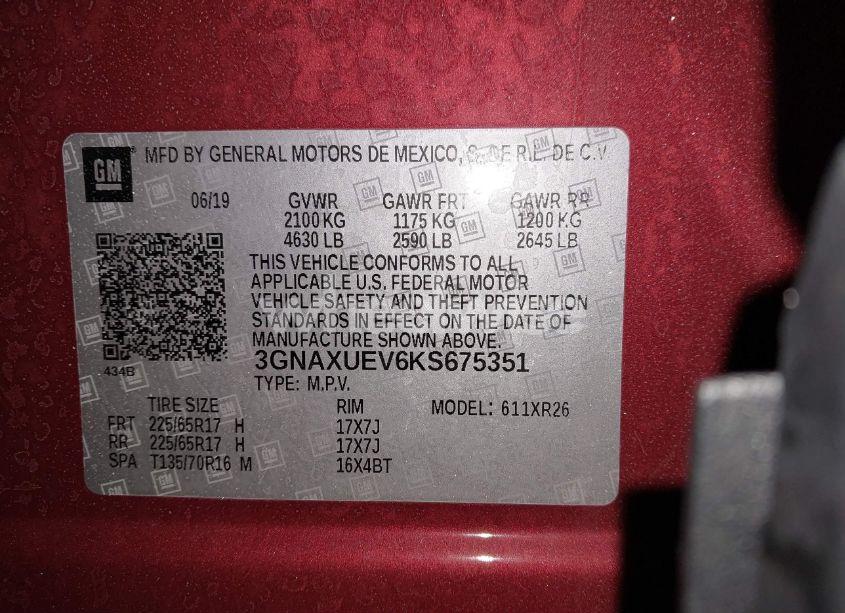 GM ® MFD BY GENERAL MOTORS DE MEXICO, S. DE R.L. DE C.V
06/19 GVWR GAWR FRT GAWR RR
2100 KG 1175 KG 1200 KG
4630 LB 2590 LB 2645 LB
THIS VEHICLE CONFORMS TO ALL
APPLICABLE U.S. FEDERAL MOTOR
VEHICLE SAFETY AND THEFT PREVENTION
STANDARDS IN EFFECT ON THE DATE OF
MANUFACTURE SHOWN ABOVE.
434B
3GNAXUEV6KS675351
TYPE: M.P.V.
TIRE SIZE RIM MODEL: 611XR26
FRT 225/65R17 H 17X7J
RR 225/65R17 H 17X7J
SPA T135/70R16 M 16X4BT